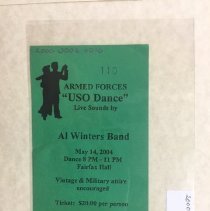 110
ARMED FORCES
"USO Dance"
Live Sounds by
Al Winters Band
May 14, 2004
Dance 8 PM - 11 PM
Fairfax Hall
Vintage & Military attire
encouraged
Ticket: $20.00 per person